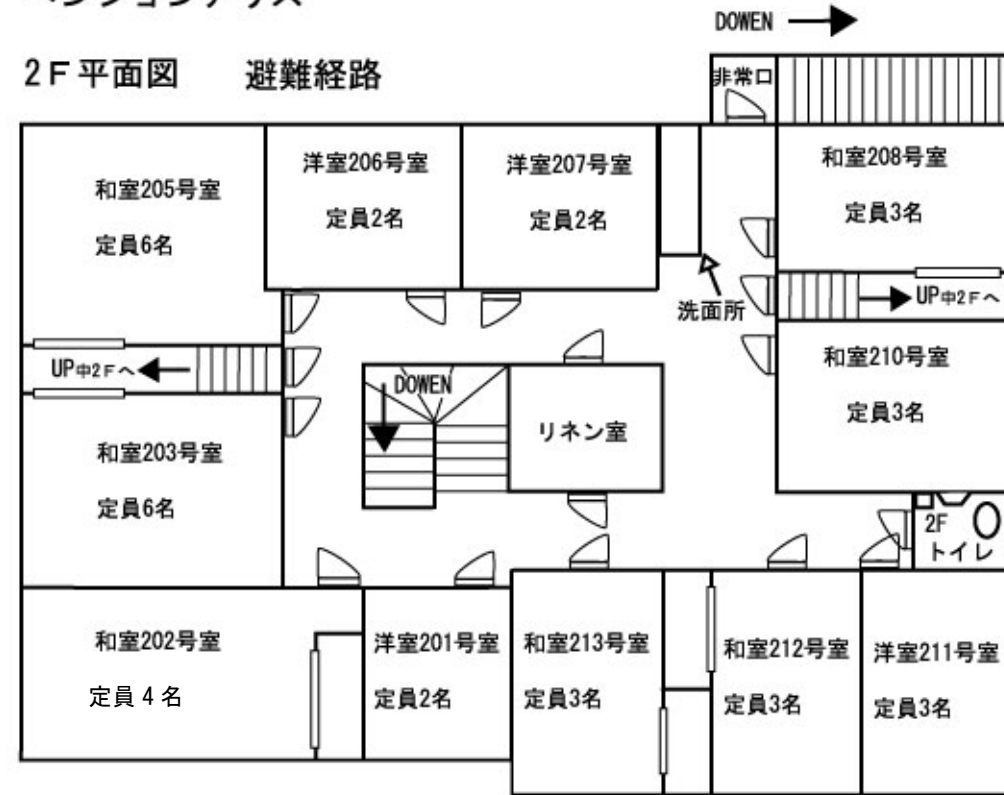 ペンションアリス
DOWEN
2F平面図 避難経路
非常口
和室205号室
定員6名
洋室206号室
定員2名
洋室207号室
定員2名
和室208号室
定員3名
洗面所
UP中2Fへ
UP中2Fへ
DOWEN
リネン室
和室210号室
定員3名
和室203号室
定員6名
2F
トイレ
和室202号室
定員4名
洋室201号室
定員2名
和室213号室
定員3名
和室212号室
定員3名
洋室211号室
定員3名